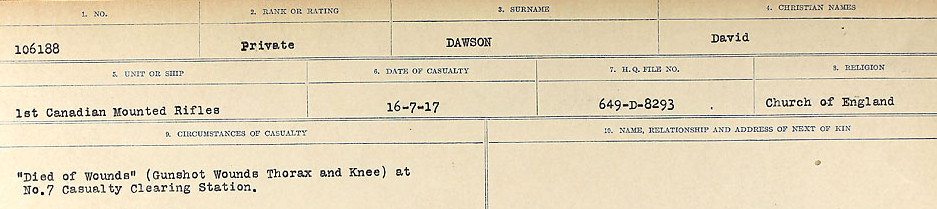 1. NO.
2. RANK OR RATING
3. SURNAME
4. CHRISTIAN NAMES
106188
Private
DAWSON
David
5. UNIT OR SHIP
6. DATE OF CASUALTY
7. H.Q. FILE NO.
8. RELIGION
1st Canadian Mounted Rifles
16-7-17
649-D-8293
Church of England
9. CIRCUMSTANCES OF CASUALTY
10. NAME, RELATIONSHIP AND ADDRESS OF NEXT OF KIN
"Died of Wounds" (Gunshot Wounds Thorax and Knee) at
No.7 Casualty Clearing Station.